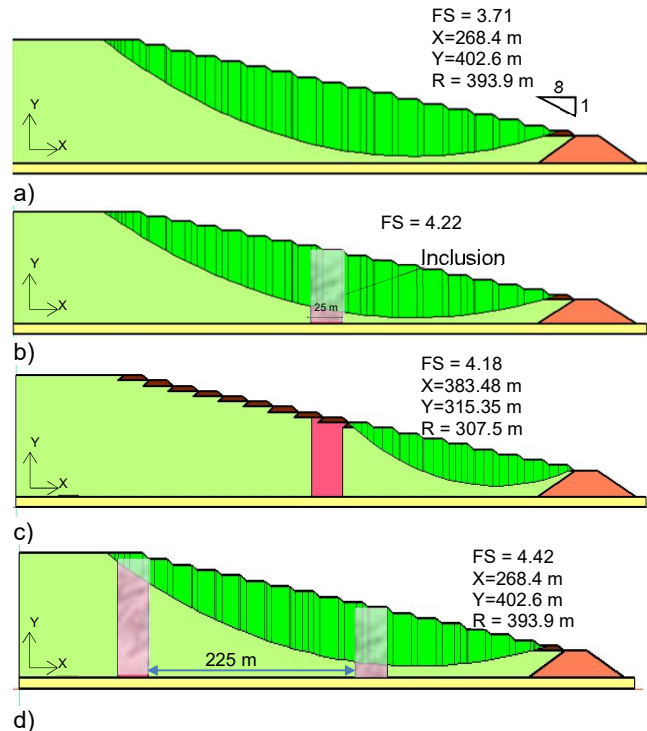 FS = 3.71
X=268.4 m
Y=402.6 m
R = 393.9 m
8
1
Y
X
a)
FS = 4.22
Inclusion
Y
25 m
X
b)
FS = 4.18
X=383.48 m
Y=315.35 m
R = 307.5 m
Y
X
c)
FS = 4.42
X=268.4 m
Y=402.6 m
R = 393.9 m
Y
225 m
X
d)